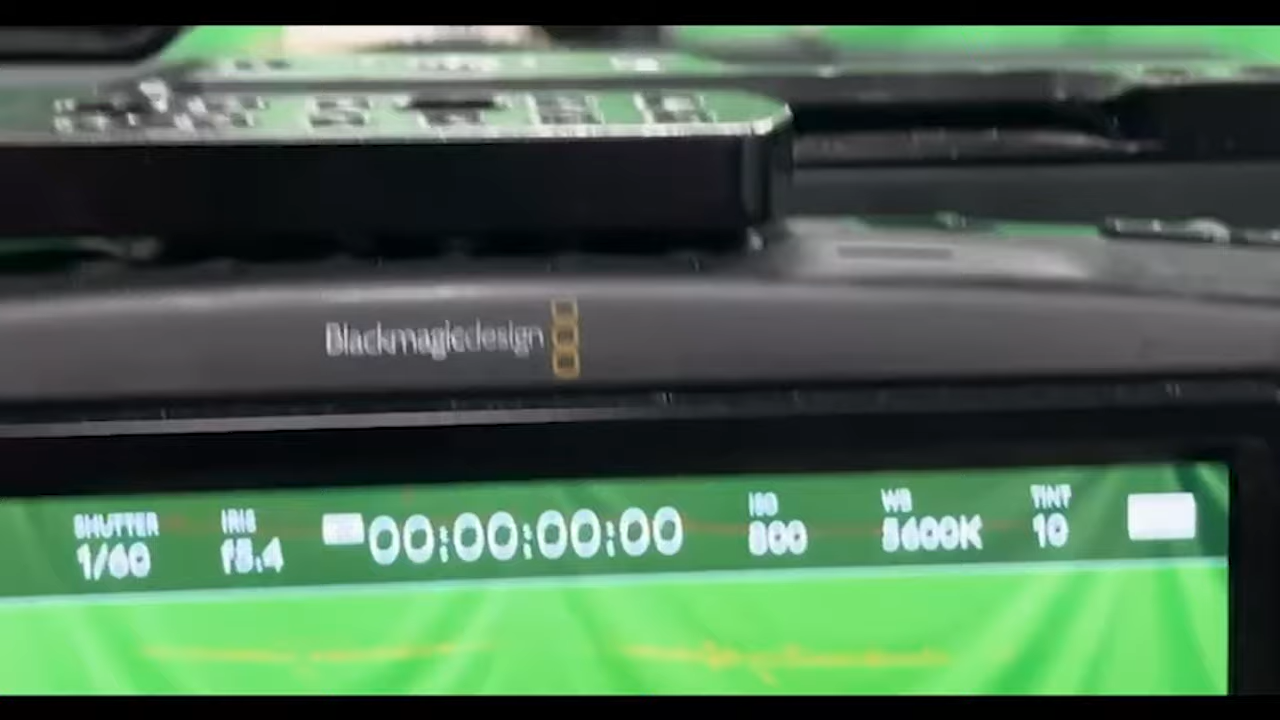 Blackmagicdesign
SHUTTER IRIS ISO WB TINT
1/60 f5.4 00:00:00:00 800 5600K 10